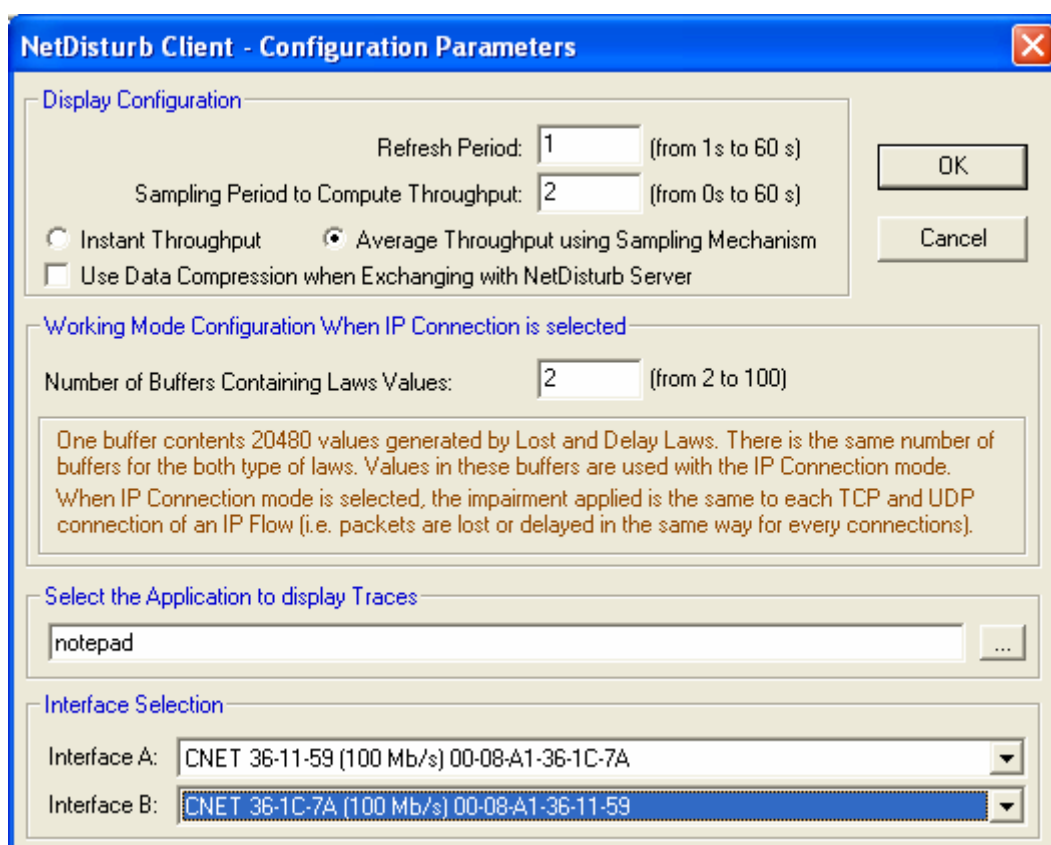 NetDisturb Client - Configuration Parameters
Display Configuration
Refresh Period: 1 (from 1s to 60 s)
OK
Sampling Period to Compute Throughput: 2 (from 0s to 60 s)
Instant Throughput Average Throughput using Sampling Mechanism
Cancel
Use Data Compression when Exchanging with NetDisturb Server
Working Mode Configuration When IP Connection is selected
Number of Buffers Containing Laws Values: 2 (from 2 to 100)
One buffer contents 20480 values generated by Lost and Delay Laws. There is the same number of
buffers for the both type of laws. Values in these buffers are used with the IP Connection mode.
When IP Connection mode is selected, the impairment applied is the same to each TCP and UDP
connection of an IP Flow (i.e. packets are lost or delayed in the same way for every connections).
Select the Application to display Traces
notepad ...
Interface Selection
Interface A: CNET 36-11-59 (100 Mb/s) 00-08-A1-36-1C-7A
Interface B: CNET 36-1C-7A (100 Mb/s) 00-08-A1-36-11-59